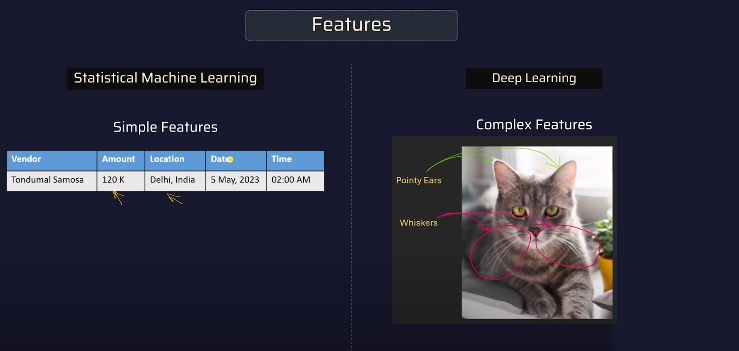 Features
Statistical Machine Learning
Simple Features
Vendor Amount Location Date Time
Tondumal Samosa 120 K Delhi, India 5 May, 2023 02:00 AM
Deep Learning
Complex Features
Pointy Ears
Whiskers